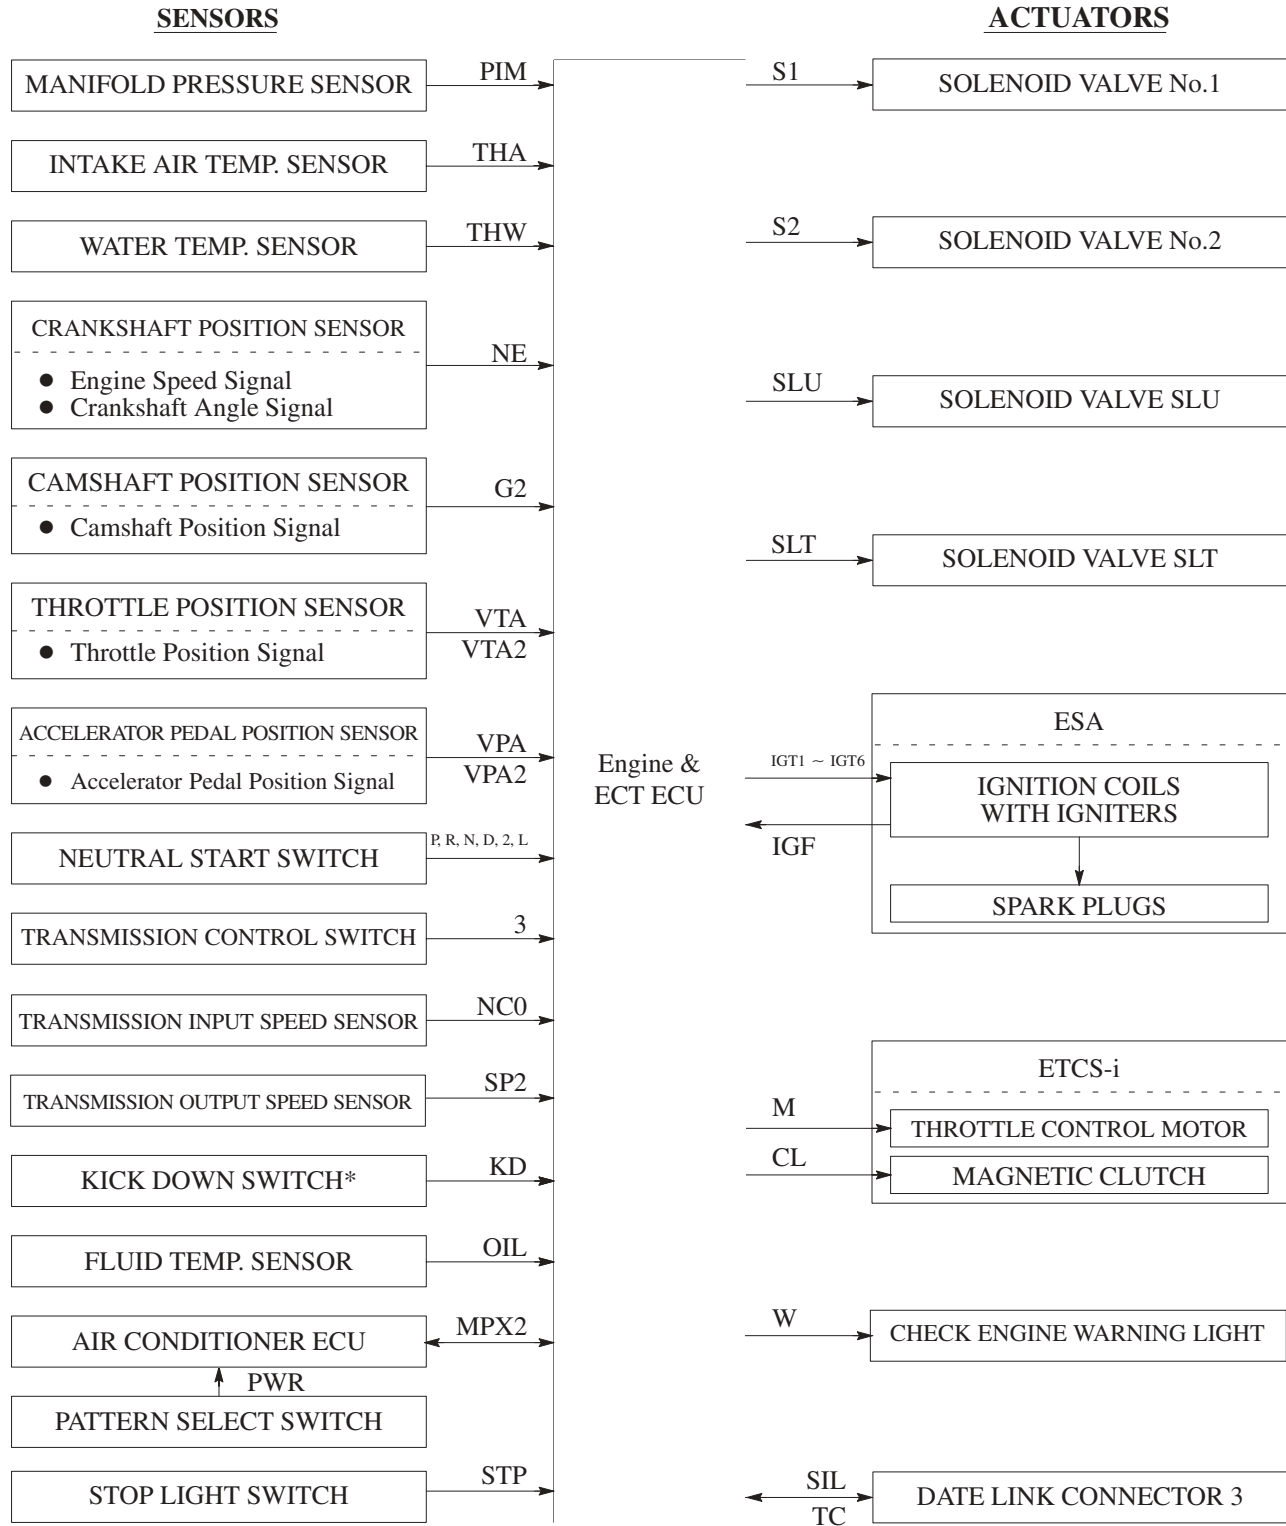 SENSORS
MANIFOLD PRESSURE SENSOR
PIM
INTAKE AIR TEMP. SENSOR
THA
WATER TEMP. SENSOR
THW
CRANKSHAFT POSITION SENSOR
● Engine Speed Signal
● Crankshaft Angle Signal
NE
CAMSHAFT POSITION SENSOR
● Camshaft Position Signal
G2
THROTTLE POSITION SENSOR
● Throttle Position Signal
VTA
VTA2
ACCELERATOR PEDAL POSITION SENSOR
● Accelerator Pedal Position Signal
VPA
VPA2
NEUTRAL START SWITCH
P, R, N, D, 2, L
TRANSMISSION CONTROL SWITCH
3
TRANSMISSION INPUT SPEED SENSOR
NC0
TRANSMISSION OUTPUT SPEED SENSOR
SP2
KICK DOWN SWITCH*
KD
FLUID TEMP. SENSOR
OIL
AIR CONDITIONER ECU
MPX2
PWR
PATTERN SELECT SWITCH
STOP LIGHT SWITCH
STP
Engine &
ECT ECU
ACTUATORS
S1
SOLENOID VALVE No.1
S2
SOLENOID VALVE No.2
SLU
SOLENOID VALVE SLU
SLT
SOLENOID VALVE SLT
ESA
IGT1 ~ IGT6
IGNITION COILS
WITH IGNITERS
IGF
SPARK PLUGS
ETCS-i
M
THROTTLE CONTROL MOTOR
CL
MAGNETIC CLUTCH
W
CHECK ENGINE WARNING LIGHT
SIL
TC
DATE LINK CONNECTOR 3